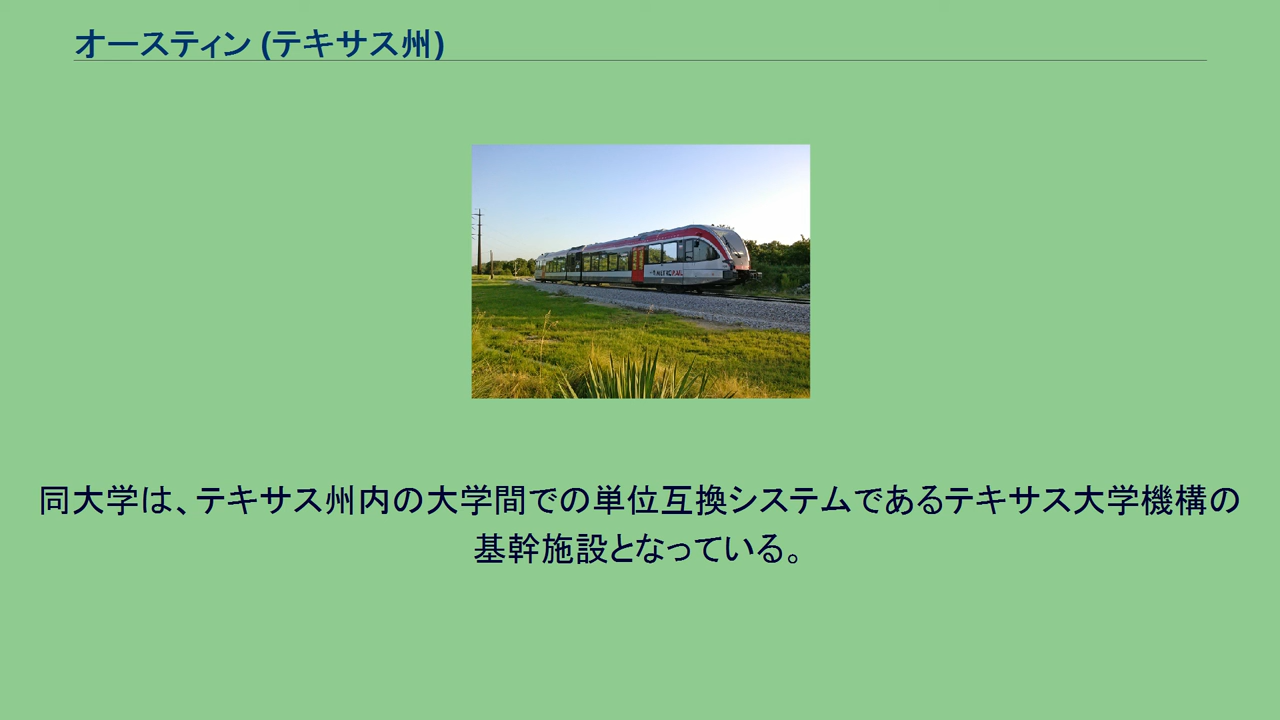 オースティン (テキサス州)
METRORAIL
同大学は、テキサス州内の大学間での単位互換システムであるテキサス大学機構の
基幹施設となっている。